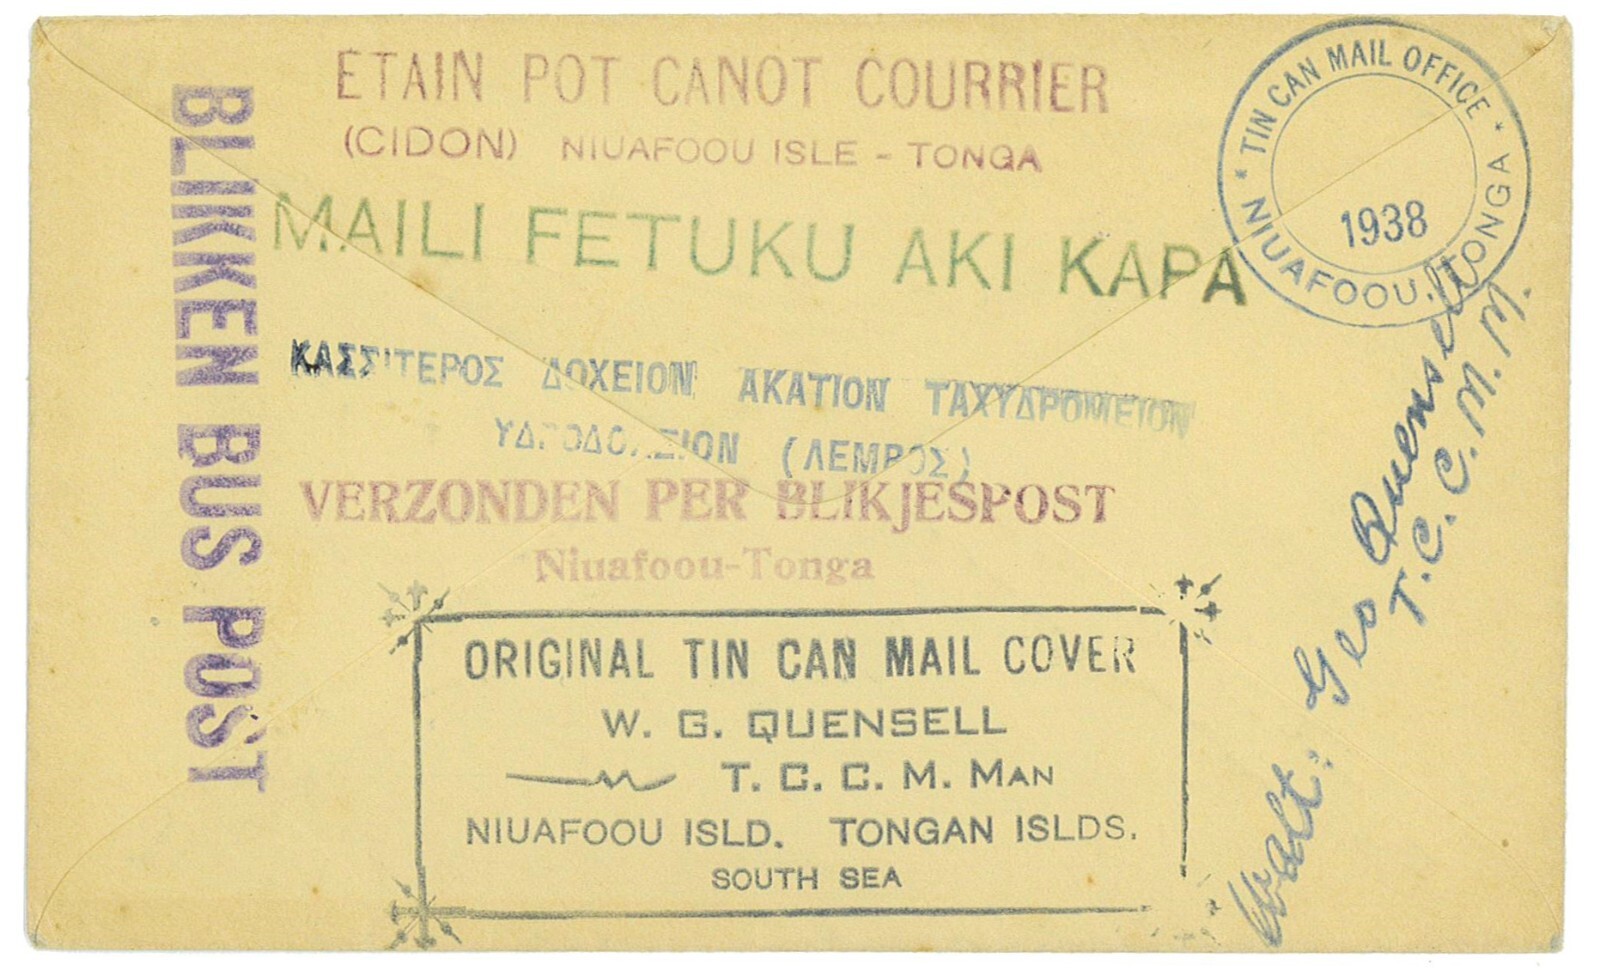 ETAIN POT CANOT COURRIER
(CIDON) NIUAFOOU ISLE - TONGA
MAILI FETUKU AKI KAPA
ΚΑΣΣΙΤΕΡΟΣ ΔΟΧΕΙΟΝ ΑΚΑΤΙΟΝ ΤΑΧΥΔΡΟΜΕΙΟΝ
(ΛΕΜΡΟΣ)
VERZONDEN PER BLIKJESPOST
Niuafoou-Tonga
BLIKKEN BUS POST
* TIN CAN MAIL OFFICE *
1938
NIUAFOOU. TONGA
ORIGINAL TIN CAN MAIL COVER
W. G. QUENSELL
T. C. C. M. MAN
NIUAFOOU ISLD. TONGAN ISLDS.
SOUTH SEA
Walt: Geo Quensell
T. C. C. M. M.